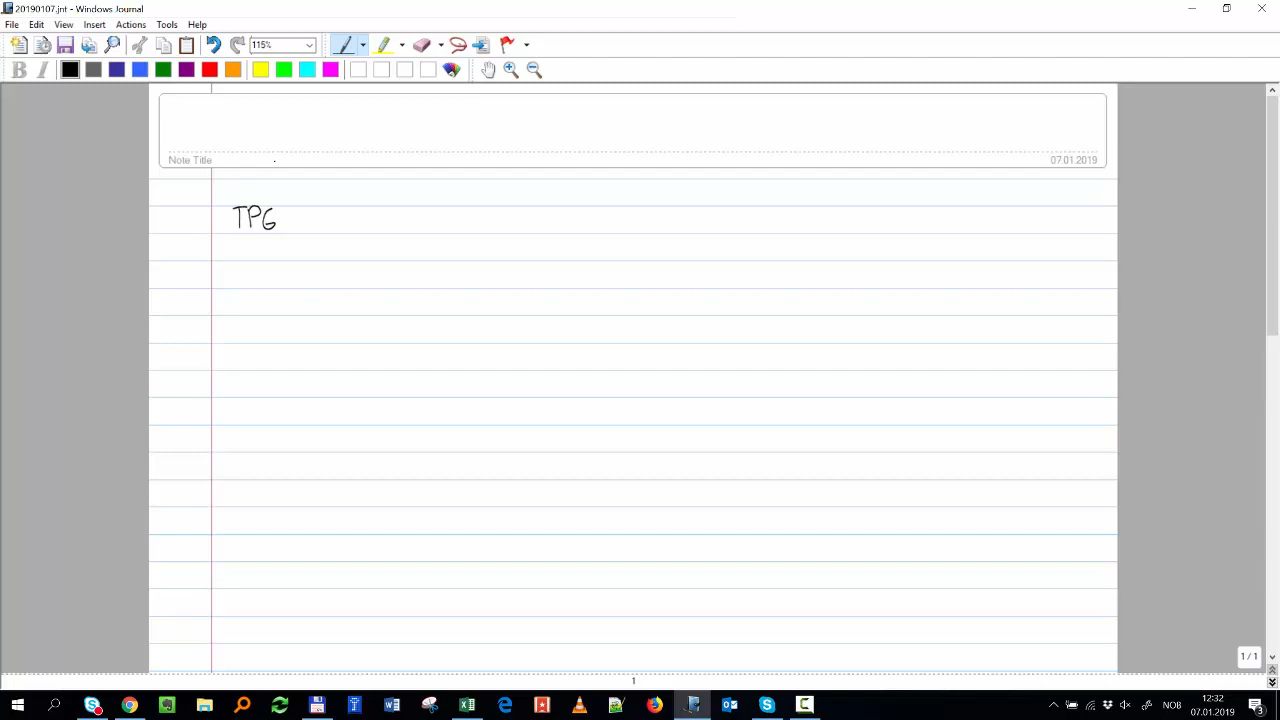 20190107.jnt - Windows Journal
File Edit View Insert Actions Tools Help
115%
B I
Note Title 07.01.2019
TPG
1 / 1
1
12:32
NOB
07.01.2019
3